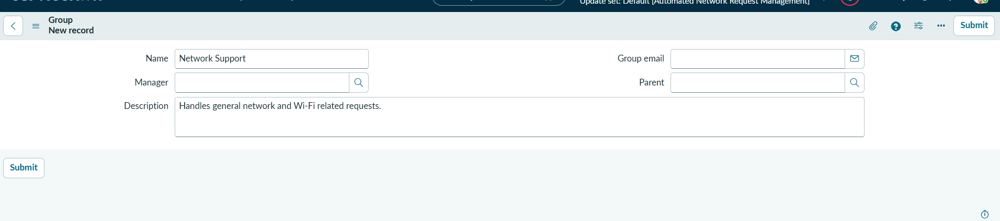 Update set: Default [Automated Network Request Management]
Group
New record
Submit
Name
Network Support
Group email
Manager
Parent
Description
Handles general network and Wi-Fi related requests.
Submit